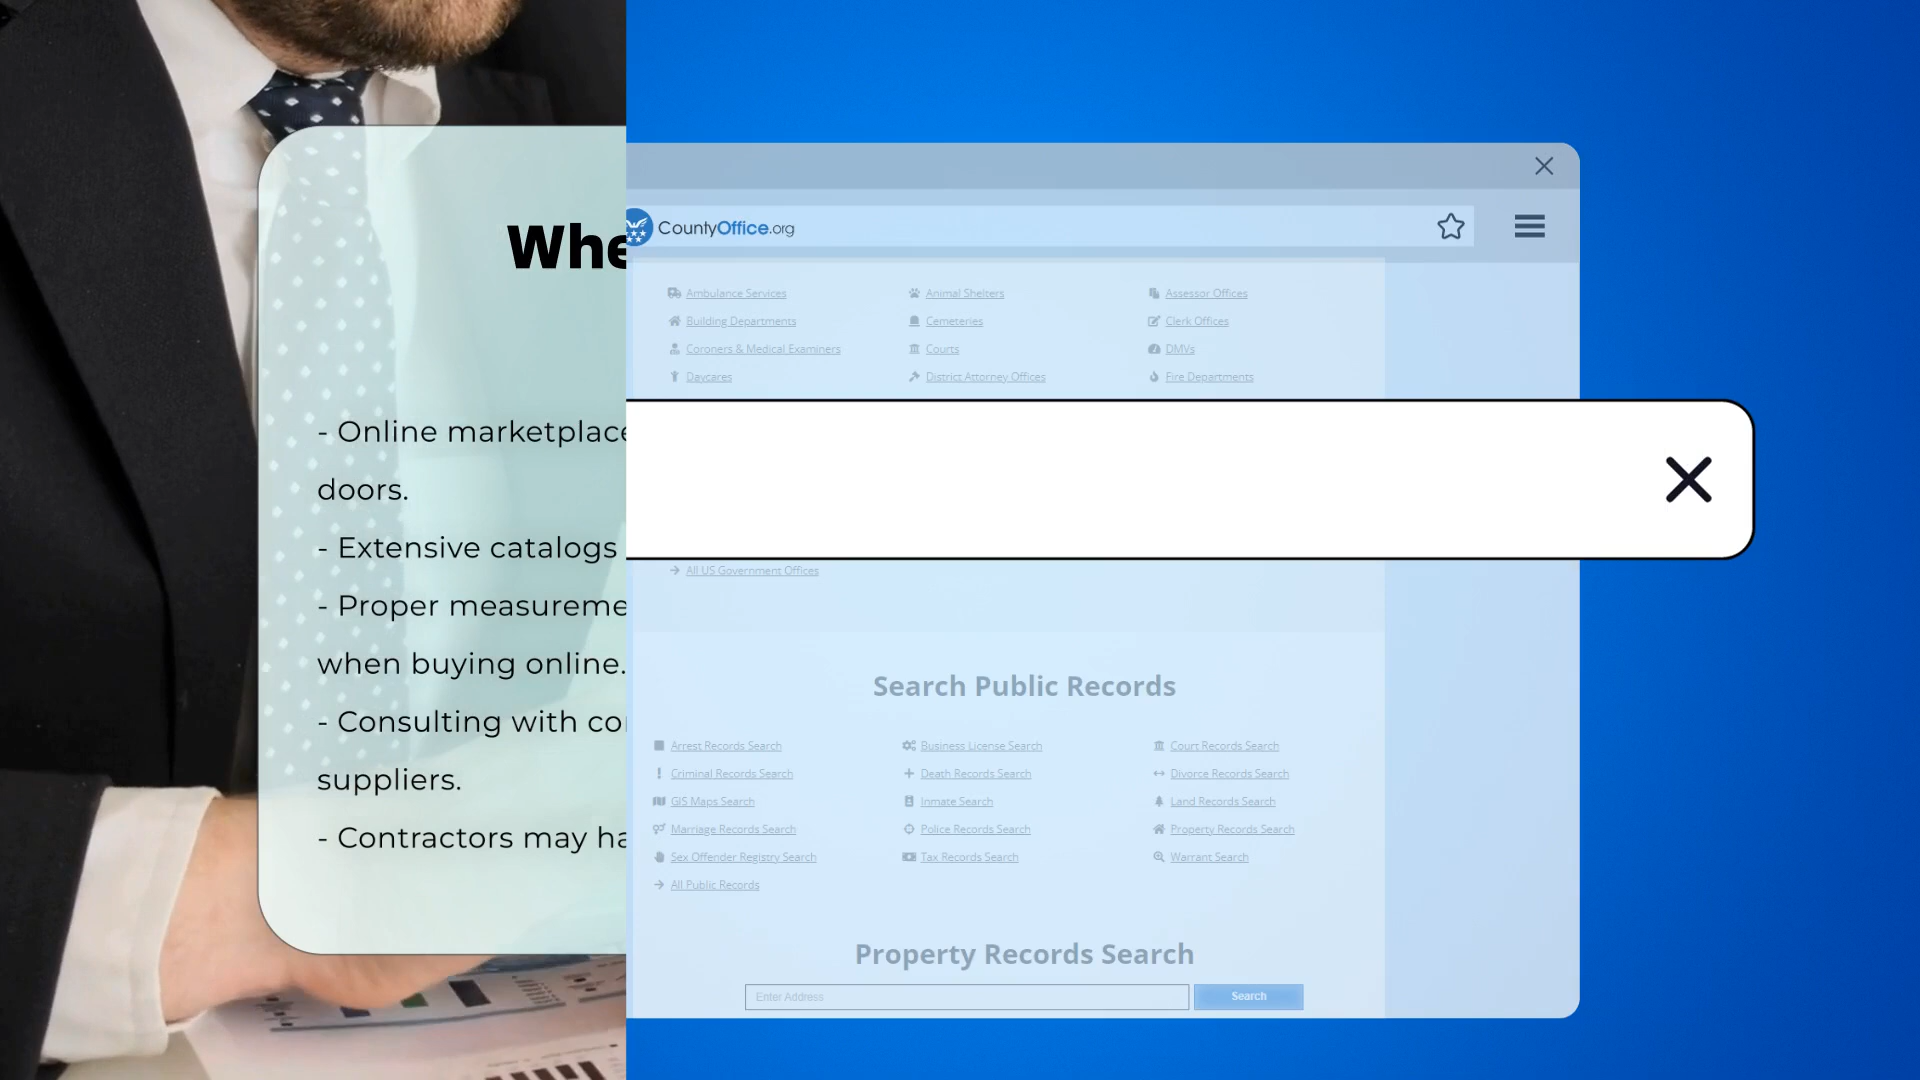 Whe
- Online marketplace
doors.
- Extensive catalogs
- Proper measureme
when buying online.
- Consulting with co
suppliers.
- Contractors may ha
CountyOffice.org
Ambulance Services Animal Shelters Assessor Offices
Building Departments Cemeteries Clerk Offices
Coroners & Medical Examiners Courts DMVs
Daycares District Attorney Offices Fire Departments
All US Government Offices
Search Public Records
Arrest Records Search Business License Search Court Records Search
Criminal Records Search Death Records Search Divorce Records Search
GIS Maps Search Inmate Search Land Records Search
Marriage Records Search Police Records Search Property Records Search
Sex Offender Registry Search Tax Records Search Warrant Search
All Public Records
Property Records Search
Enter Address Search